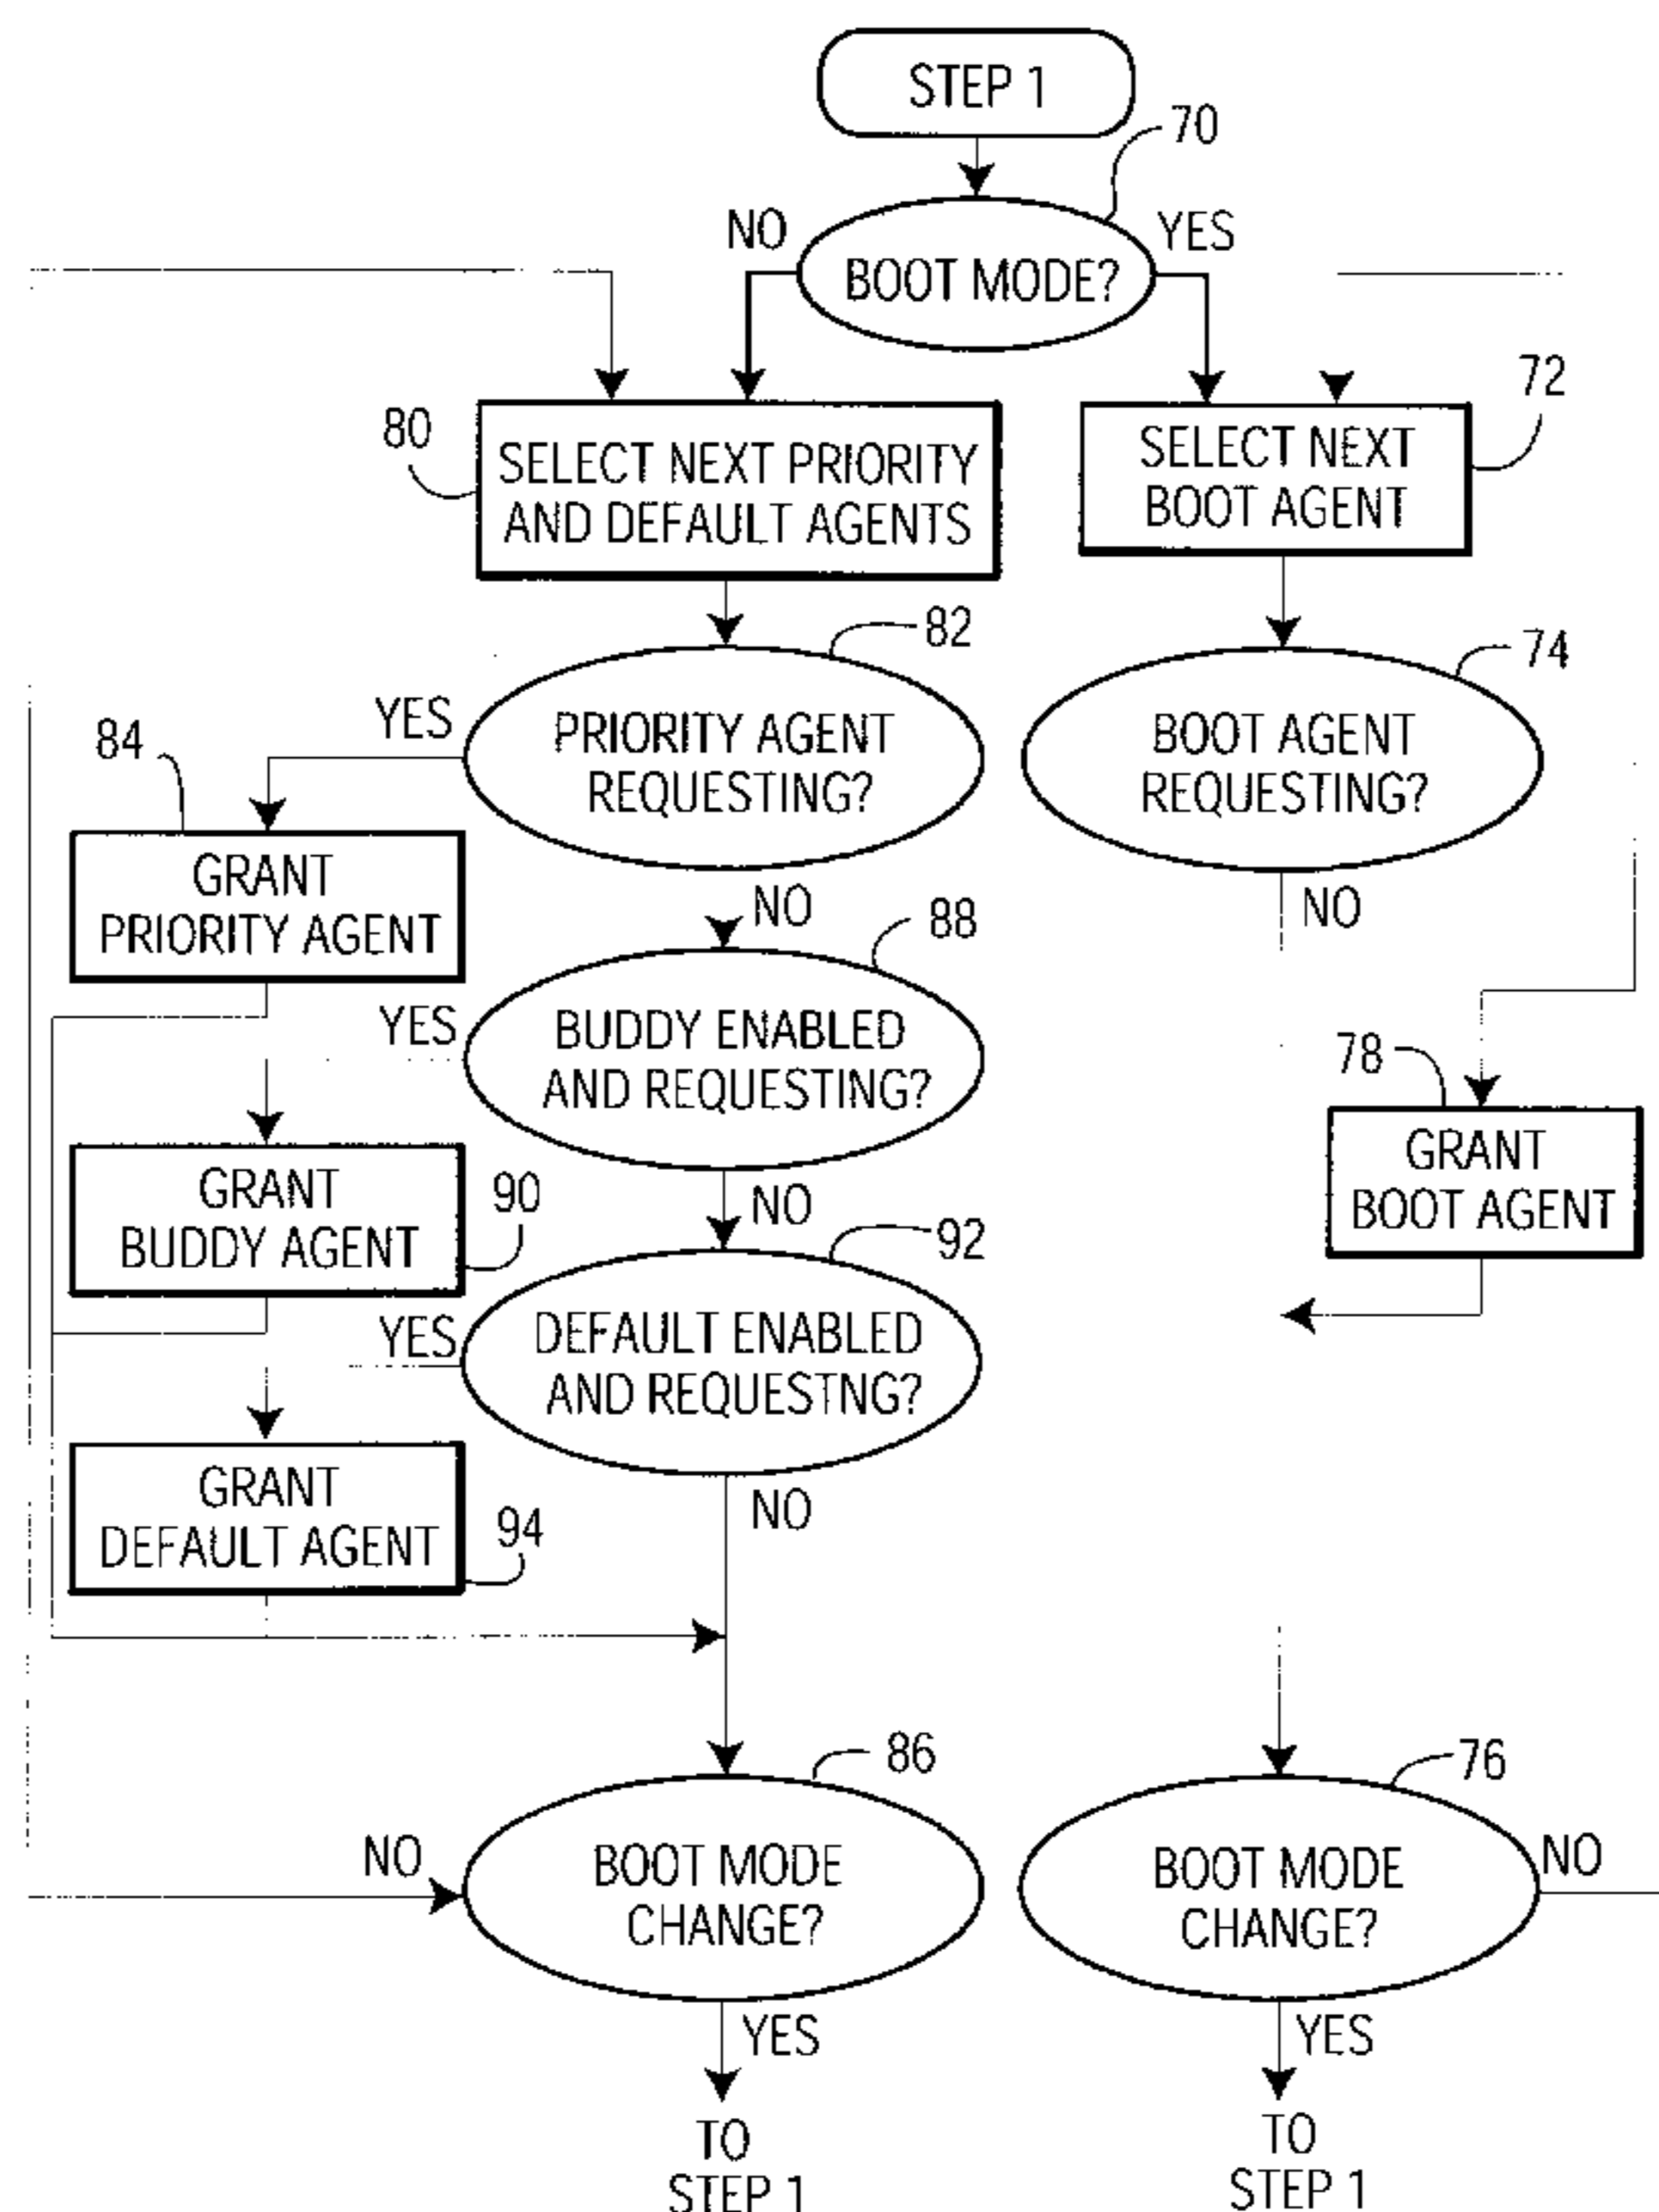 STEP 1
70
NO
YES
BOOT MODE?
72
80
SELECT NEXT PRIORITY
AND DEFAULT AGENTS
SELECT NEXT
BOOT AGENT
82
74
YES
84
PRIORITY AGENT
REQUESTING?
BOOT AGENT
REQUESTING?
GRANT
PRIORITY AGENT
NO
88
NO
YES
BUDDY ENABLED
AND REQUESTING?
78
GRANT
BUDDY AGENT
90
NO
92
GRANT
BOOT AGENT
YES
DEFAULT ENABLED
AND REQUESTNG?
GRANT
DEFAULT AGENT
94
NO
86
76
NO
BOOT MODE
CHANGE?
BOOT MODE
CHANGE?
NO
YES
YES
TO
STEP 1
TO
STEP 1